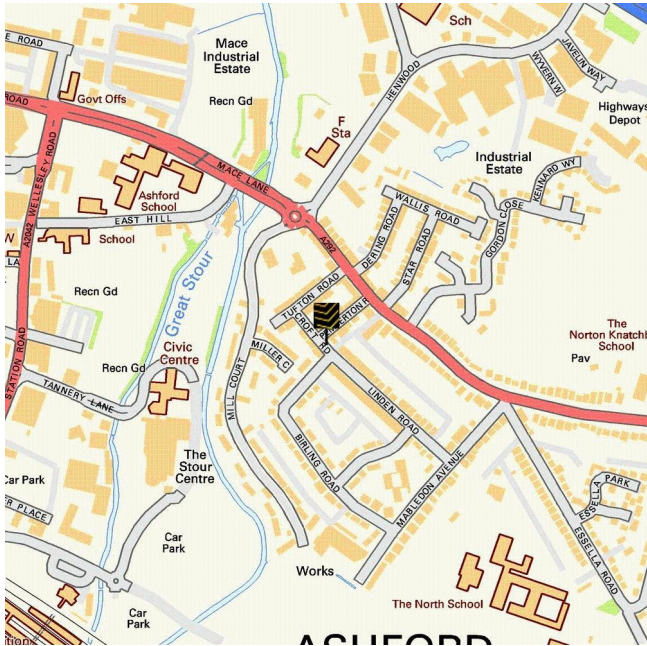 Sch
E ROAD
Mace
Industrial
Estate
HENWOOD
WYVERN W
JAVELIN WAY
Govt Offs
Recn Gd
Highways
Depot
ROAD
F
Sta
A2042 WELLESLEY ROAD
MACE LANE
Industrial
Estate
KENNARD WY
Ashford
School
WALLIS ROAD
GORDON CLOSE
EAST HILL
School
W
LA
A292
DERING ROAD
STAR ROAD
Great Stour
Recn Gd
TUFTON ROAD
CROFT RD
The
Norton Knatchb
School
Pav
STATION ROAD
Civic
Centre
Recn Gd
MILLER C
MILL COURT
TANNERY LANE
LINDEN ROAD
BIRLING ROAD
MABLEDON AVENUE
The
Stour
Centre
Car Park
ESSELLA PARK
R PLACE
Car
Park
ESSELLA ROAD
Works
The North School
Car
Park
ASHFORD